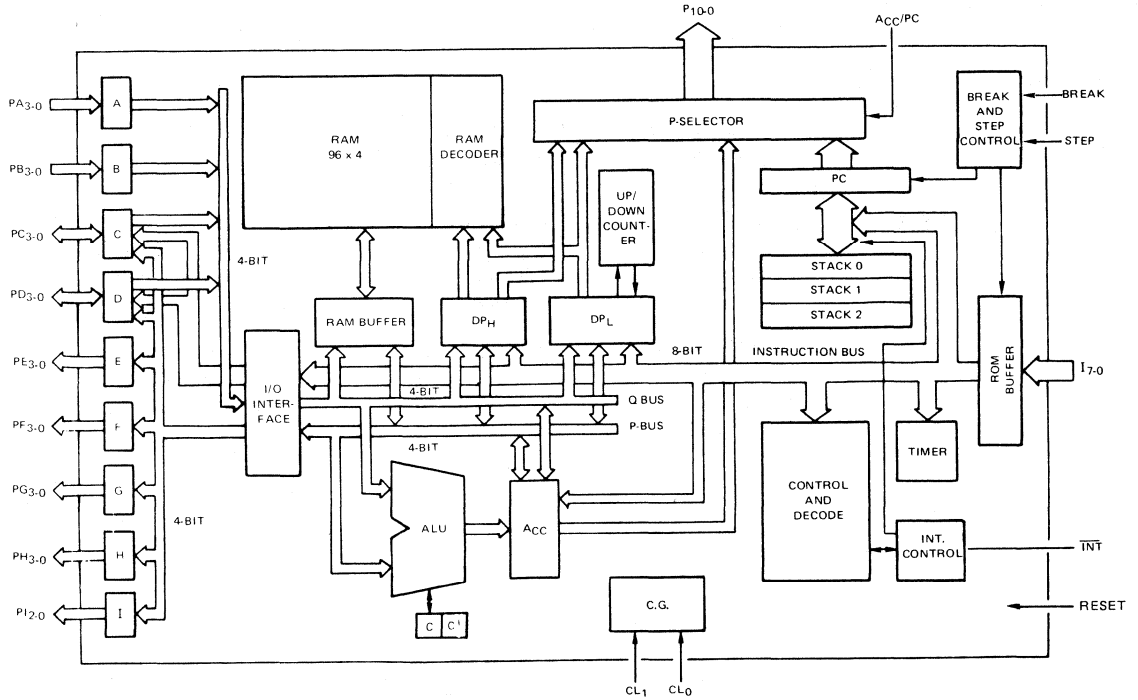 P10-0
ACC/PC
PA3-0
A
RAM
96 x 4
RAM
DECODER
P-SELECTOR
BREAK
AND
STEP
CONTROL
BREAK
STEP
PB3-0
B
PC
UP/
DOWN
COUNT-
ER
PC3-0
C
4-BIT
STACK 0
STACK 1
STACK 2
PD3-0
D
RAM BUFFER
DPH
DPL
PE3-0
E
8-BIT
INSTRUCTION BUS
ROM
BUFFER
I7-0
I/O
INTER-
FACE
4-BIT
Q BUS
P-BUS
4-BIT
PF3-0
F
TIMER
CONTROL
AND
DECODE
PG3-0
G
4-BIT
ALU
ACC
INT.
CONTROL
INT
PH3-0
H
C.G.
RESET
PI2-0
I
C
C'
CL1
CL0